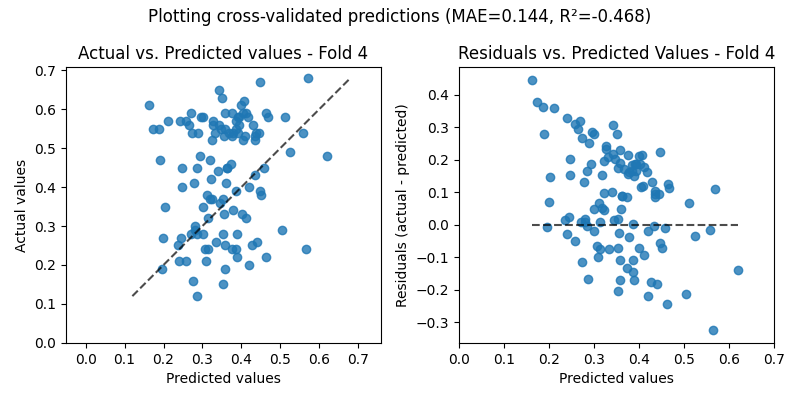 Plotting cross-validated predictions (MAE=0.144, R²=-0.468)
Actual vs. Predicted values - Fold 4
Residuals vs. Predicted Values - Fold 4
Actual values
0.7
0.6
0.5
0.4
0.3
0.2
0.1
0.0
0.0 0.1 0.2 0.3 0.4 0.5 0.6 0.7
Predicted values
Residuals (actual - predicted)
0.4
0.3
0.2
0.1
0.0
−0.1
−0.2
−0.3
0.0 0.1 0.2 0.3 0.4 0.5 0.6 0.7
Predicted values